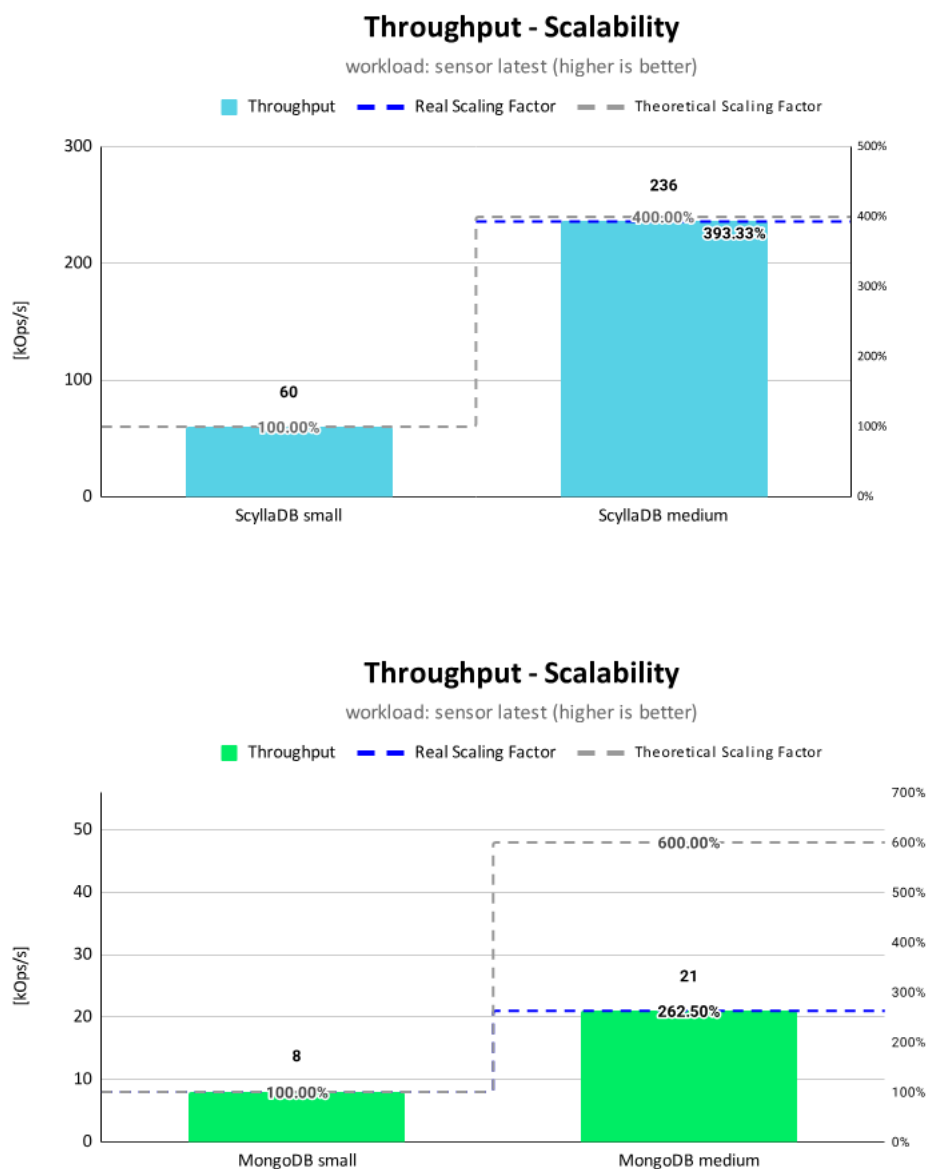 Throughput - Scalability
workload: sensor latest (higher is better)
Throughput Real Scaling Factor Theoretical Scaling Factor
300 500%
236
400.00% 400%
393.33%
200
300%
[kOps/s]
200%
100
60
100.00% 100%
0 0%
ScyllaDB small ScyllaDB medium
Throughput - Scalability
workload: sensor latest (higher is better)
Throughput Real Scaling Factor Theoretical Scaling Factor
700%
50
600.00% 600%
40 500%
400%
30
[kOps/s]
21 300%
20 262.50%
200%
8
10 100.00% 100%
0 0%
MongoDB small MongoDB medium